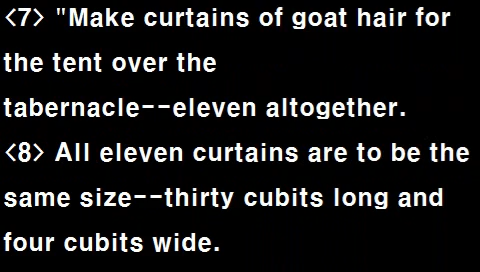 <7> "Make curtains of goat hair for
the tent over the
tabernacle--eleven altogether.
<8> All eleven curtains are to be the
same size--thirty cubits long and
four cubits wide.